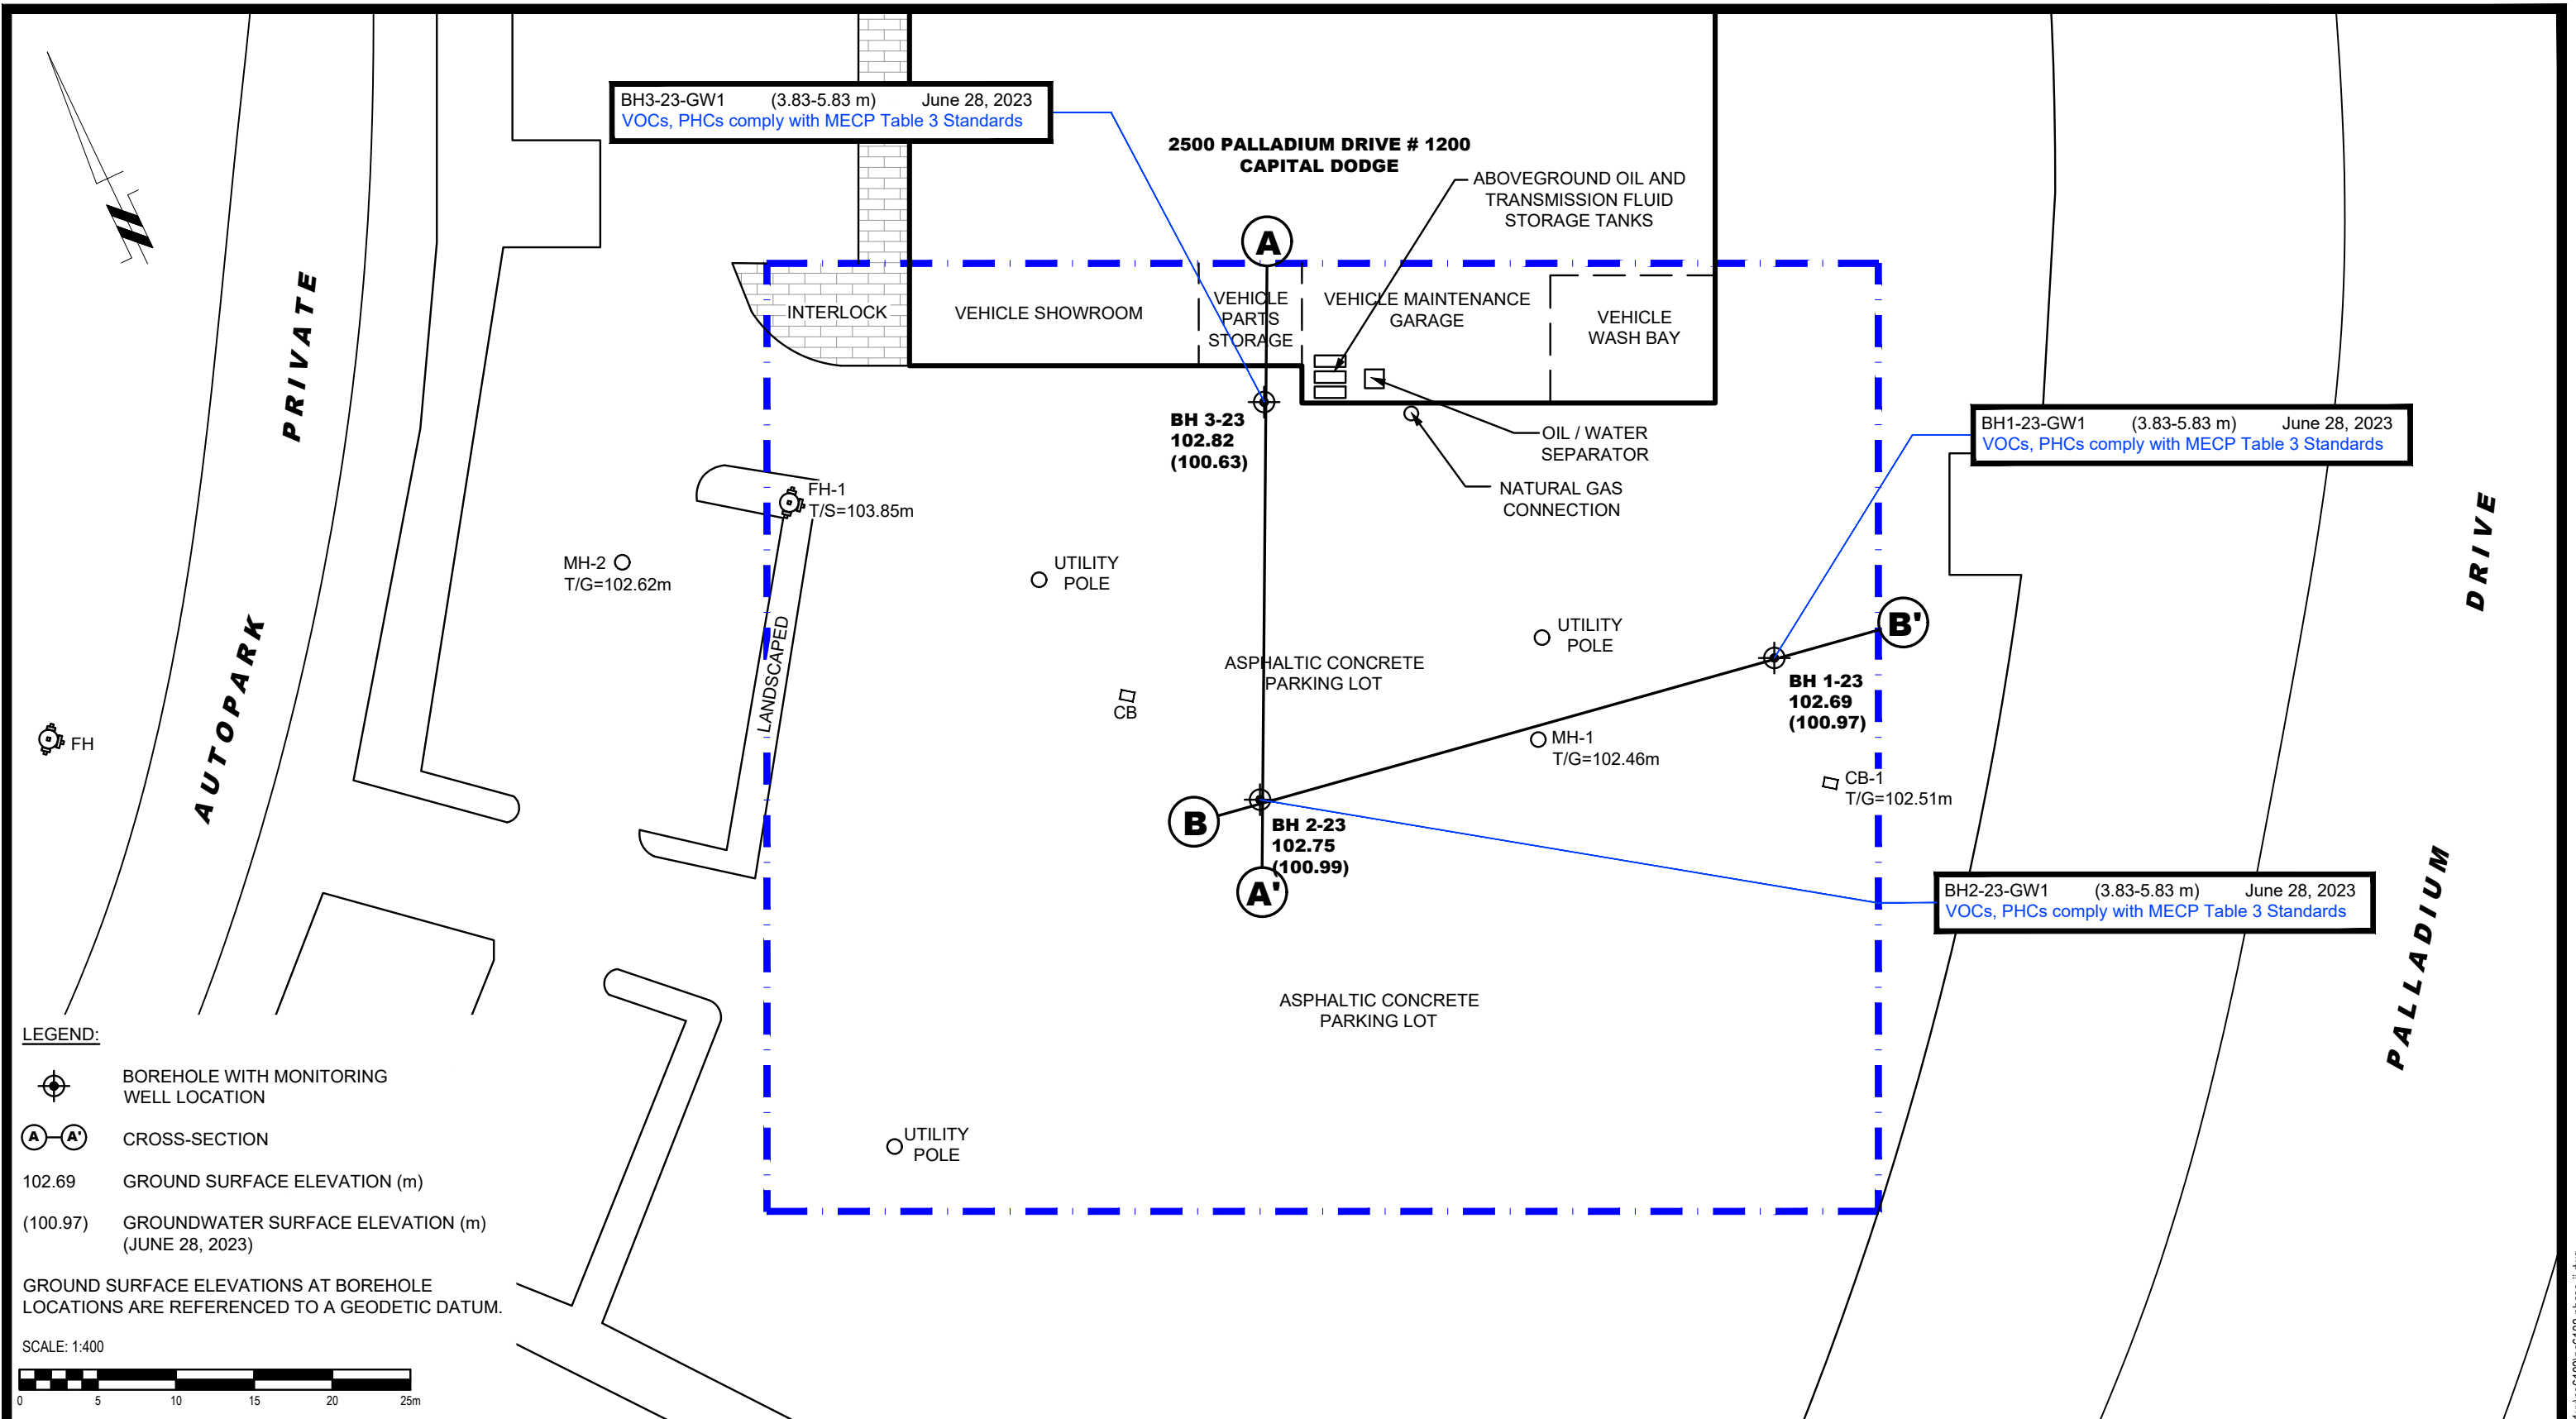 BH3-23-GW1 (3.83-5.83 m) June 28, 2023
VOCs, PHCs comply with MECP Table 3 Standards
2500 PALLADIUM DRIVE # 1200
CAPITAL DODGE
ABOVEGROUND OIL AND
TRANSMISSION FLUID
STORAGE TANKS
A
INTERLOCK
VEHICLE SHOWROOM
VEHICLE
PARTS
STORAGE
VEHICLE MAINTENANCE
GARAGE
VEHICLE
WASH BAY
BH 3-23
102.82
(100.63)
OIL / WATER
SEPARATOR
NATURAL GAS
CONNECTION
BH1-23-GW1 (3.83-5.83 m) June 28, 2023
VOCs, PHCs comply with MECP Table 3 Standards
FH-1
T/S=103.85m
MH-2
T/G=102.62m
UTILITY
POLE
UTILITY
POLE
B'
LANDSCAPED
ASPHALTIC CONCRETE
PARKING LOT
BH 1-23
102.69
(100.97)
CB
FH
MH-1
T/G=102.46m
CB-1
T/G=102.51m
B
BH 2-23
102.75
(100.99)
A'
BH2-23-GW1 (3.83-5.83 m) June 28, 2023
VOCs, PHCs comply with MECP Table 3 Standards
AUTOPARK PRIVATE
PALLADIUM DRIVE
ASPHALTIC CONCRETE
PARKING LOT
UTILITY
POLE
LEGEND:
BOREHOLE WITH MONITORING
WELL LOCATION
A A' CROSS-SECTION
102.69 GROUND SURFACE ELEVATION (m)
(100.97) GROUNDWATER SURFACE ELEVATION (m)
(JUNE 28, 2023)
GROUND SURFACE ELEVATIONS AT BOREHOLE
LOCATIONS ARE REFERENCED TO A GEODETIC DATUM.
SCALE: 1:400
0 5 10 15 20 25m